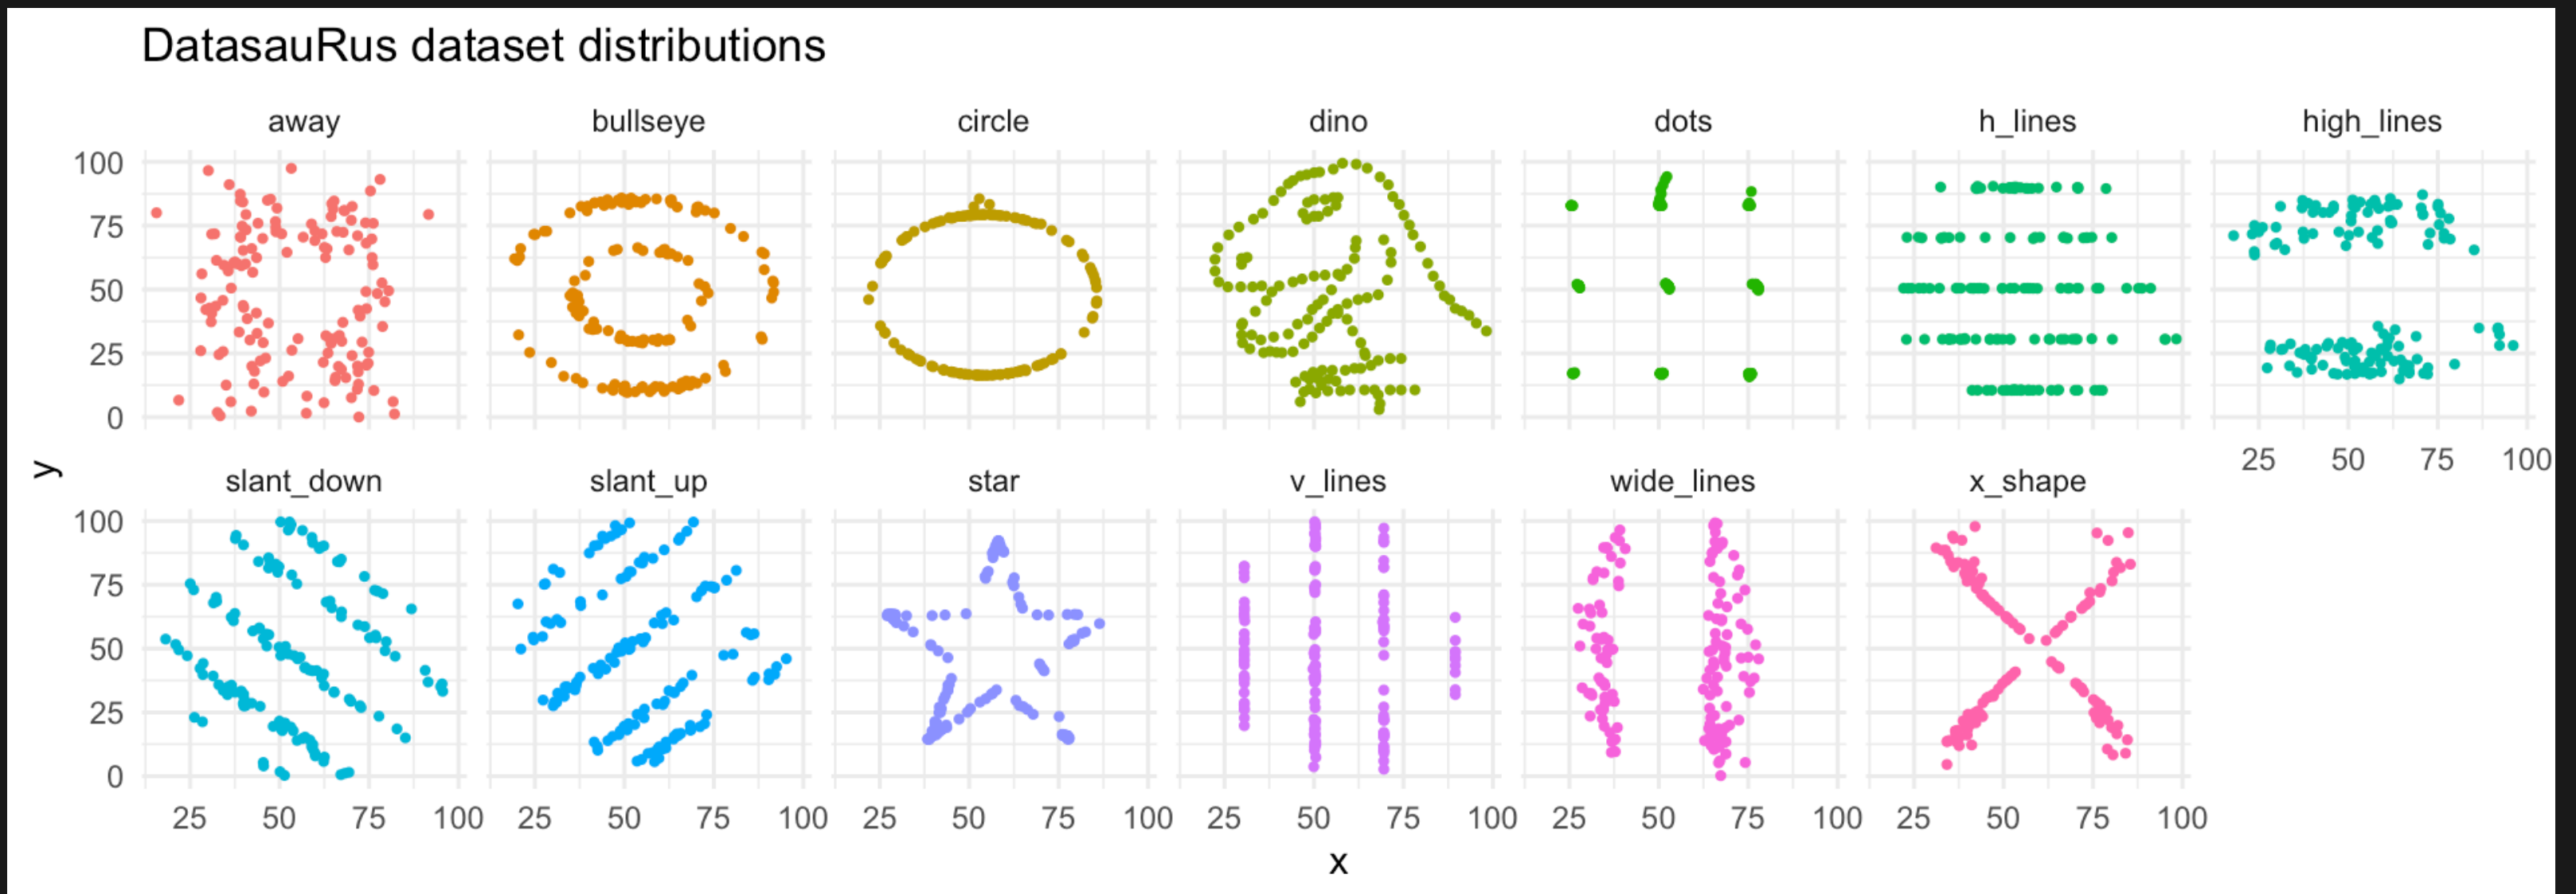 DatasauRus dataset distributions
away bullseye circle dino dots h_lines high_lines
100
75
50
25
0
25 50 75 100
y
slant_down slant_up star v_lines wide_lines x_shape
100
75
50
25
0
25 50 75 100 25 50 75 100 25 50 75 100 25 50 75 100 25 50 75 100 25 50 75 100
x